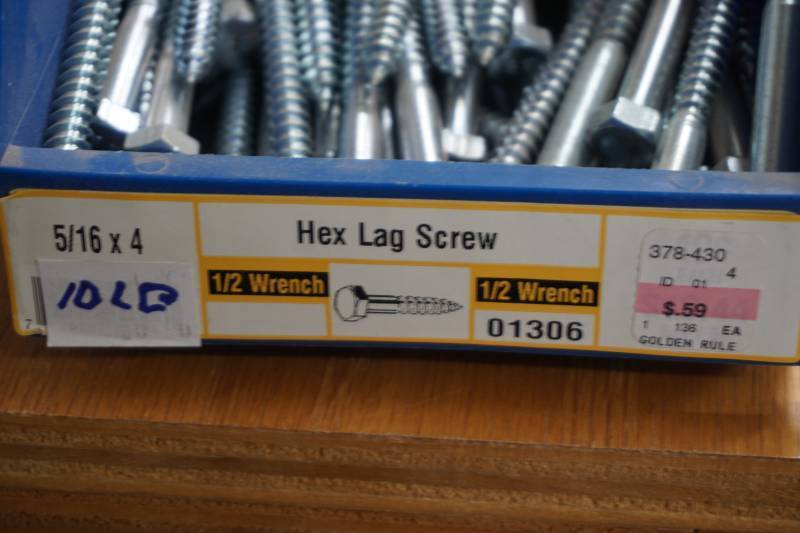 5/16 x 4
10 LB
7
Hex Lag Screw
1/2 Wrench
1/2 Wrench
01306
378-430
4
ID 01
$.59
1 136 EA
GOLDEN RULE